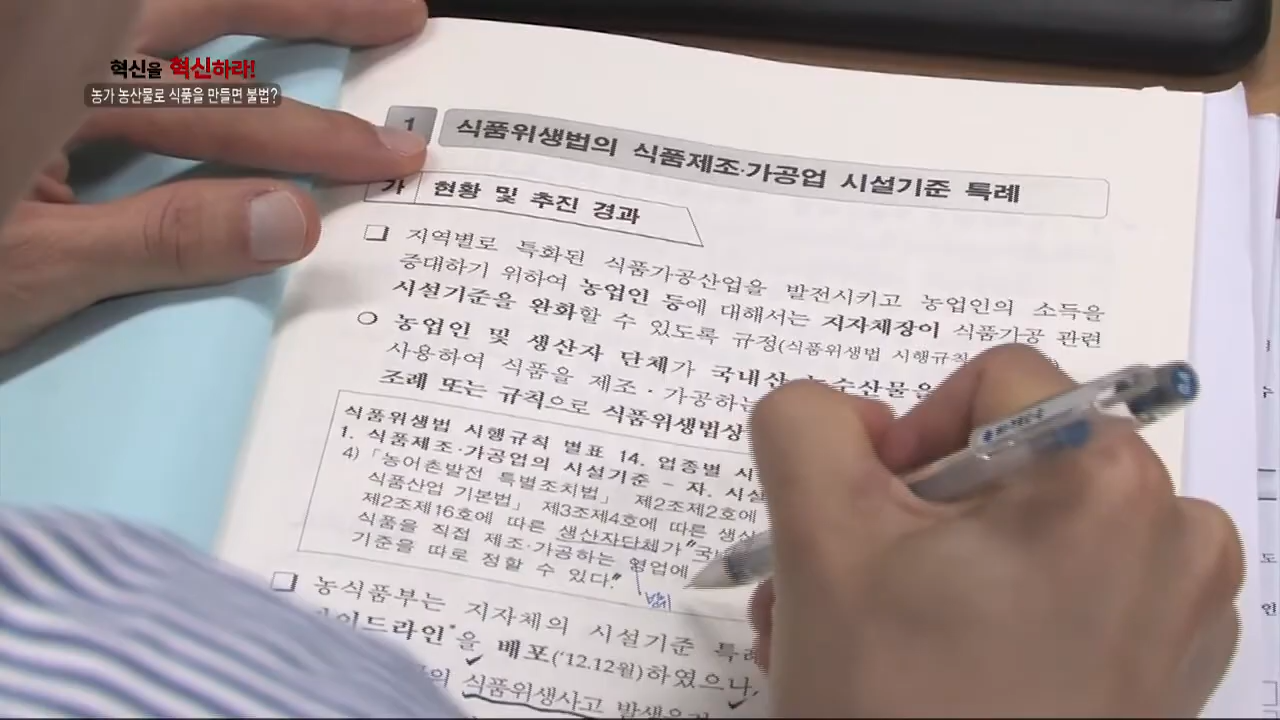 혁신을 혁신하라!
농가 농산물로 식품을 만들면 불법?
1 식품위생법의 식품제조·가공업 시설기준 특례
가 현황 및 추진 경과
❑ 지역별로 특화된 식품가공산업을 발전시키고 농업인의 소득을
증대하기 위하여 농업인 등에 대해서는 지자체장이 식품가공 관련
시설기준을 완화할 수 있도록 규정(식품위생법 시행규칙
❍ 농업인 및 생산자 단체가 국내산 농수산물을
사용하여 식품을 제조·가공하는
조례 또는 규칙으로 식품위생법상
식품위생법 시행규칙 별표 14. 업종별 시
1. 식품제조·가공업의 시설기준 - 자. 시설
4)「농어촌발전 특별조치법」 제2조제2호에
식품산업 기본법」 제3조제4호에 따른 생
제2조제16호에 따른 생산자단체가 "국
식품을 직접 제조·가공하는 영업에
기준을 따로 정할 수 있다."
❑ 농식품부는 지자체의 시설기준 특례
가이드라인*을 배포('12.12월)하였으나,
식품위생사고 발생우려